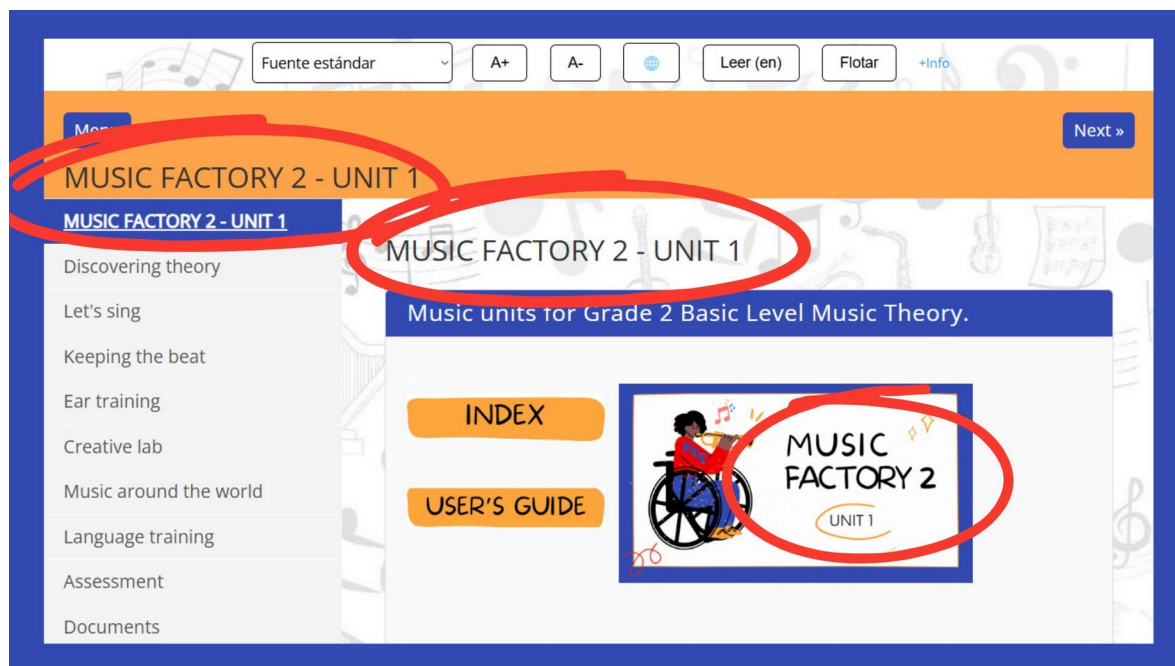 Fuente estándar
A+
A-
Leer (en)
Flotar
+Info
Next »
MUSIC FACTORY 2 - UNIT 1
MUSIC FACTORY 2 - UNIT 1
Discovering theory
Let's sing
Keeping the beat
Ear training
Creative lab
Music around the world
Language training
Assessment
Documents
MUSIC FACTORY 2 - UNIT 1
Music units for Grade 2 Basic Level Music Theory.
INDEX
USER'S GUIDE
MUSIC
FACTORY 2
UNIT 1